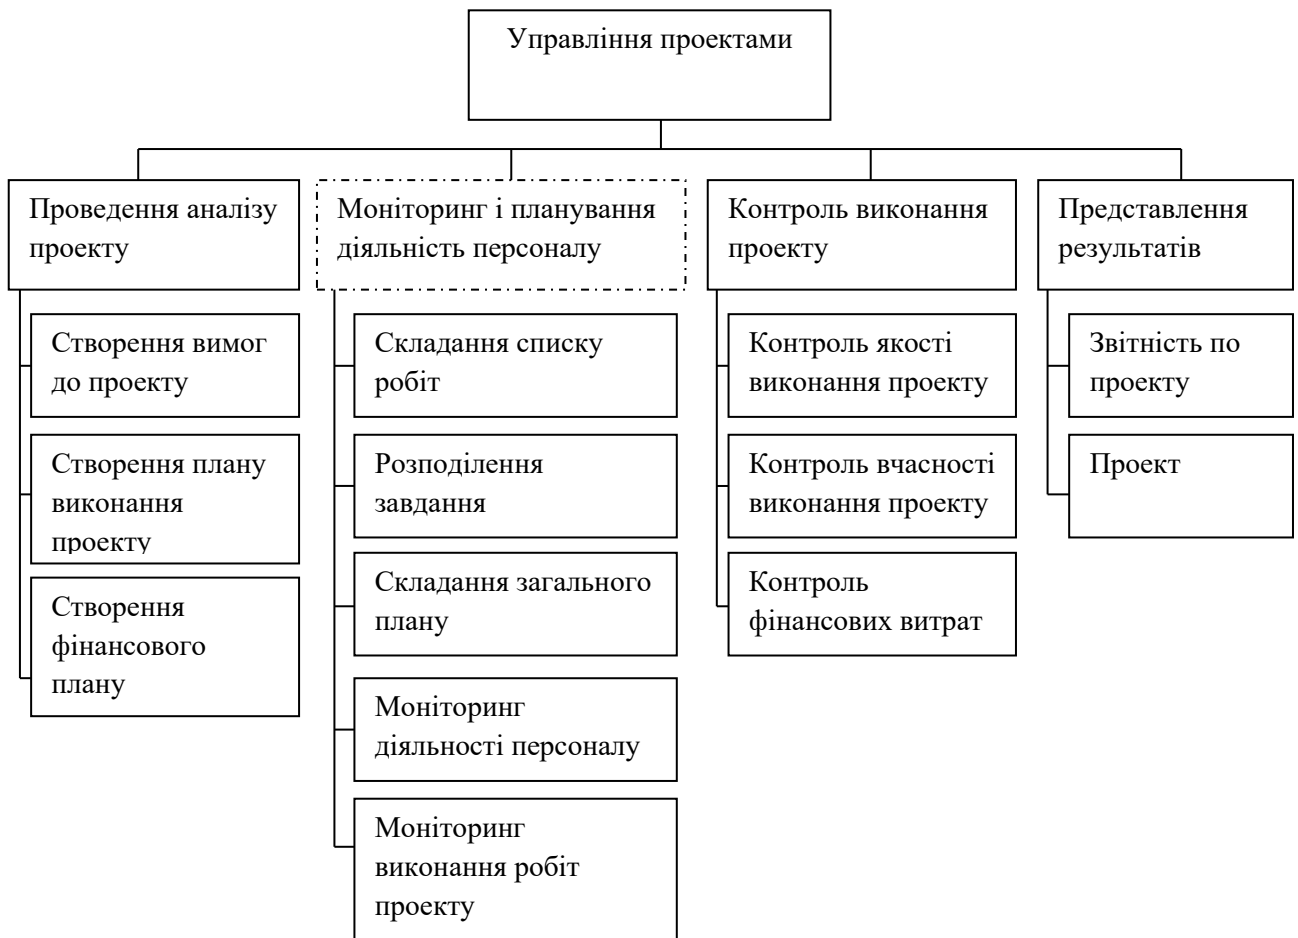 Управління проектами
Проведення аналізу
проекту
Створення вимог
до проекту
Створення плану
виконання
проекту
Створення
фінансового
плану
Моніторинг і планування
діяльність персоналу
Складання списку
робіт
Розподілення
завдання
Складання загального
плану
Моніторинг
діяльності персоналу
Моніторинг
виконання робіт
проекту
Контроль виконання
проекту
Контроль якості
виконання проекту
Контроль вчасності
виконання проекту
Контроль
фінансових витрат
Представлення
результатів
Звітність по
проекту
Проект